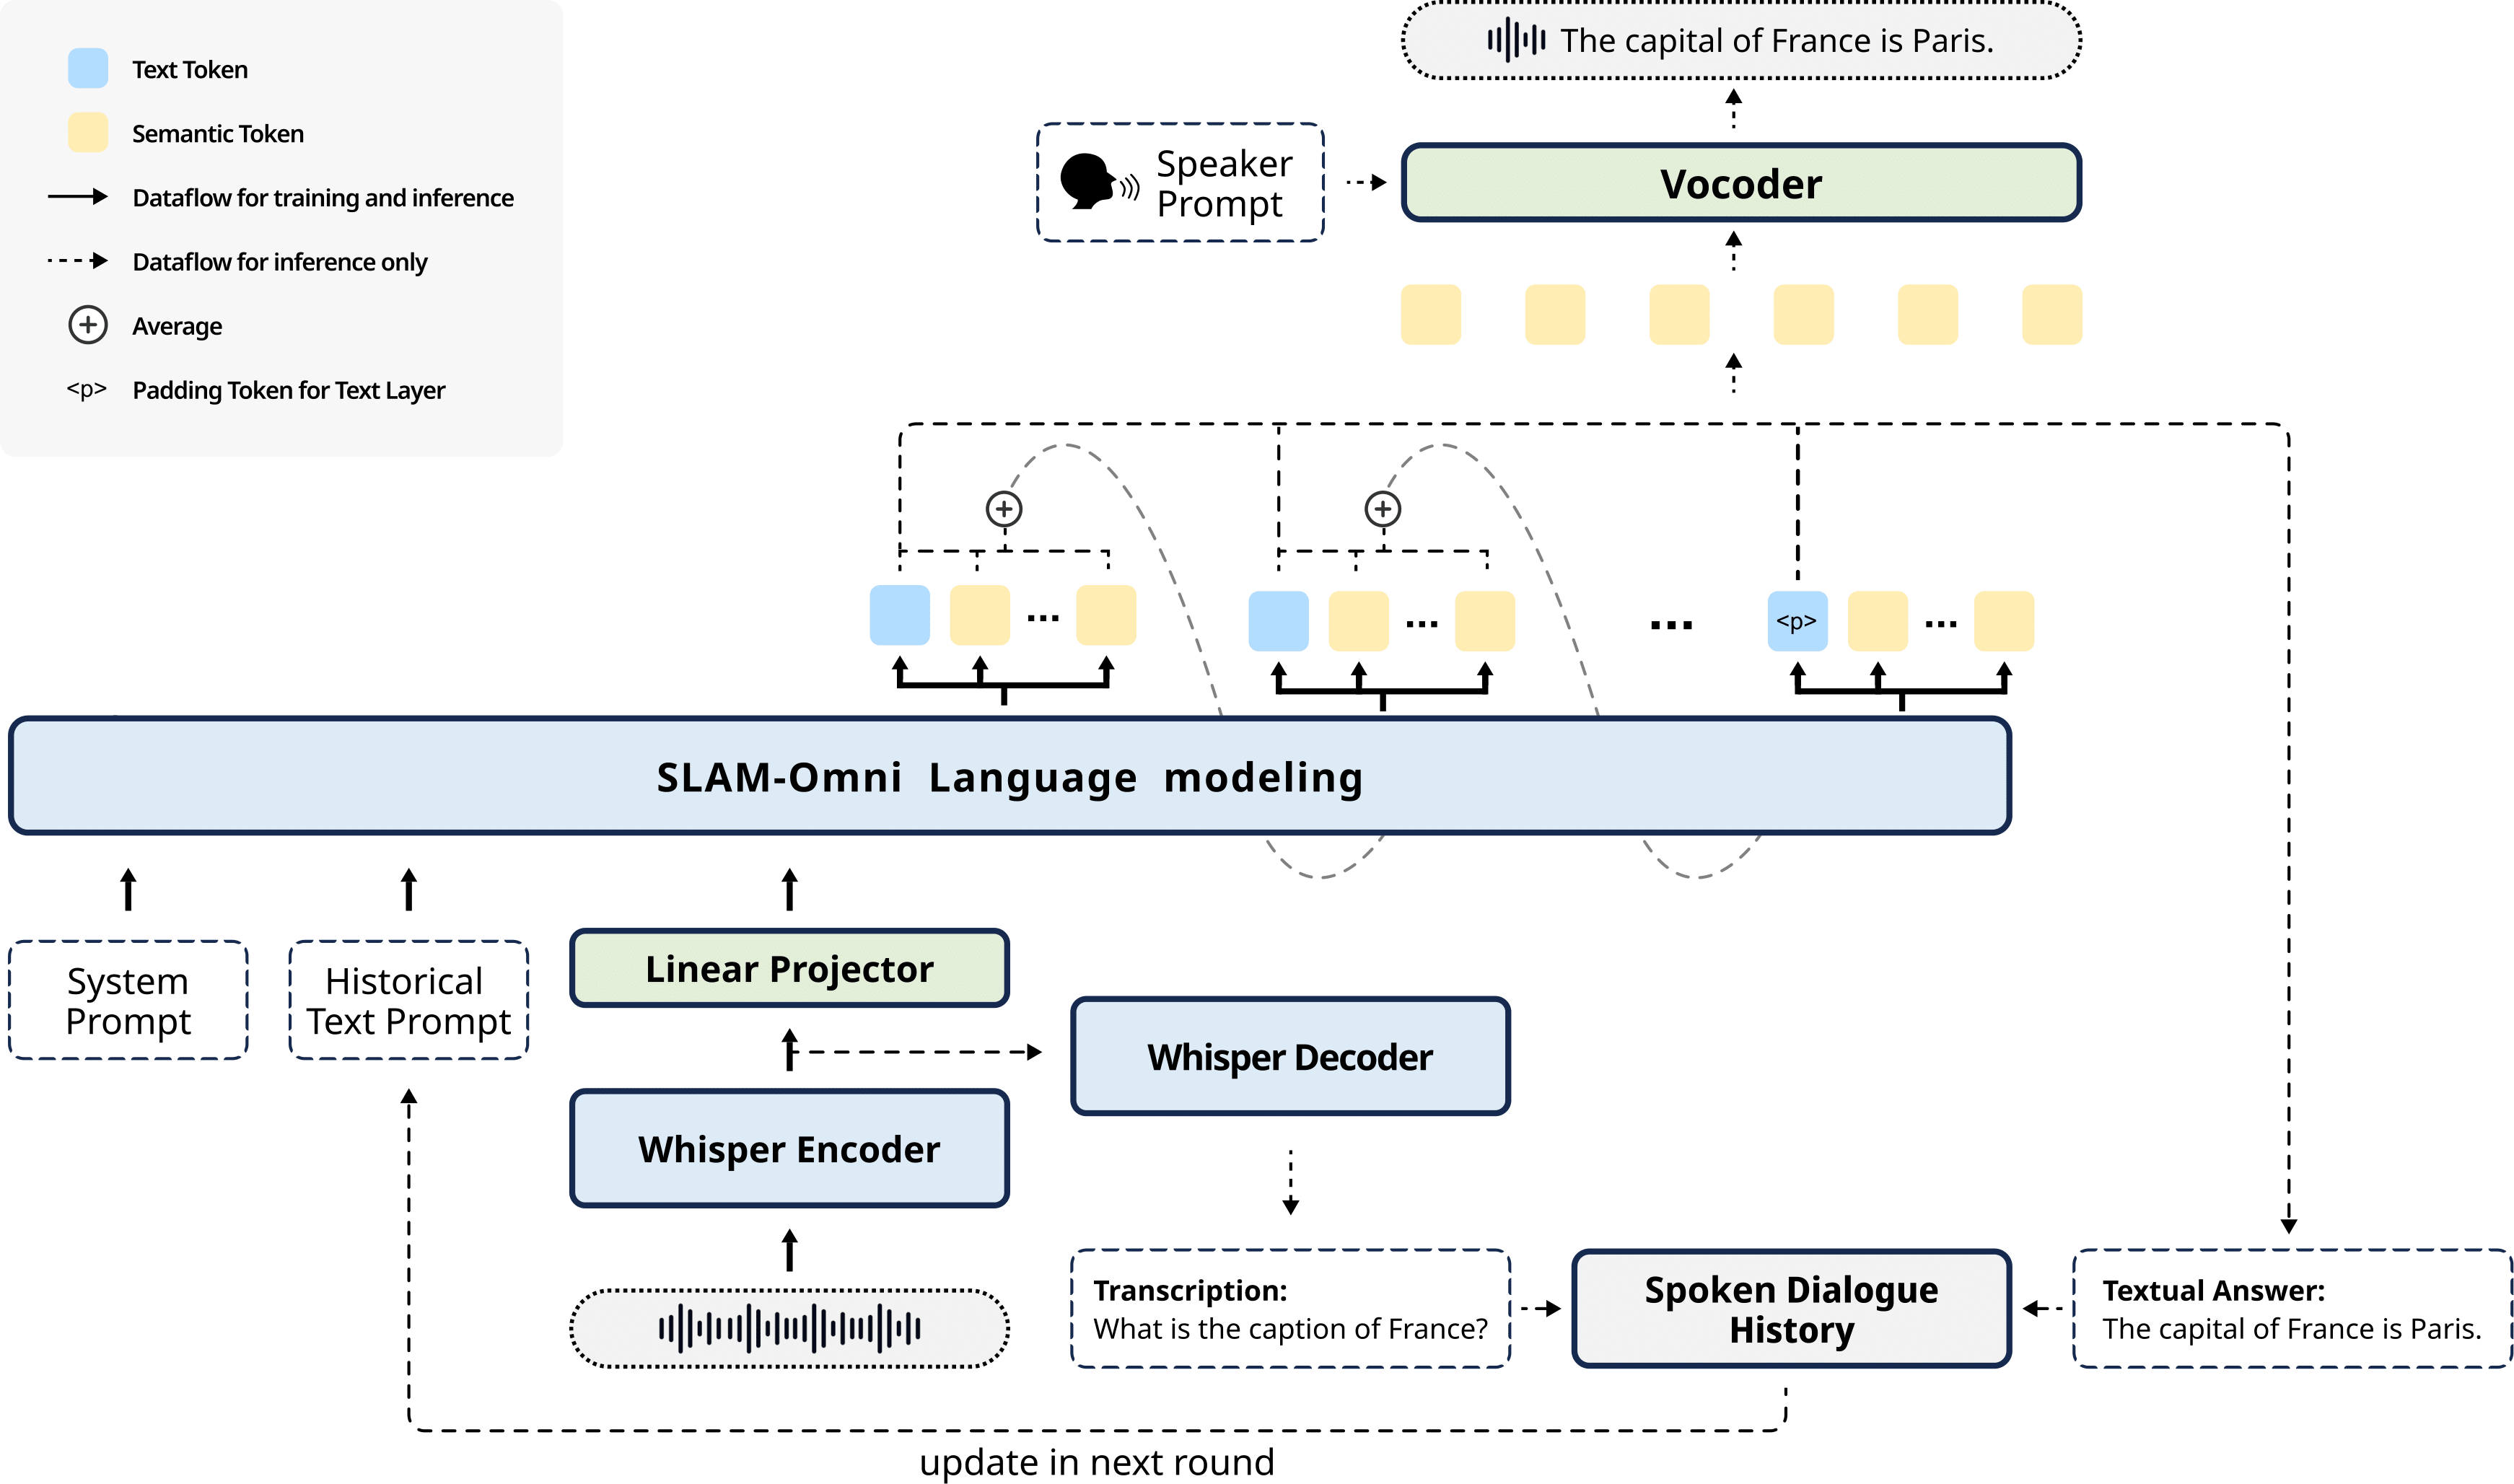 Text Token
Semantic Token
Dataflow for training and inference
Dataflow for inference only
Average
<p> Padding Token for Text Layer
The capital of France is Paris.
Speaker
Prompt
Vocoder
<p>
SLAM-Omni Language modeling
System
Prompt
Historical
Text Prompt
Linear Projector
Whisper Decoder
Whisper Encoder
Transcription:
What is the caption of France?
Spoken Dialogue
History
Textual Answer:
The capital of France is Paris.
update in next round